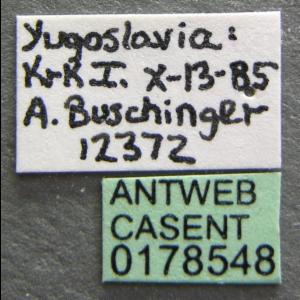 Yugoslavia:
KrK I. X-13-85
A. Buschinger
12372
ANTWEB
CASENT
0178548